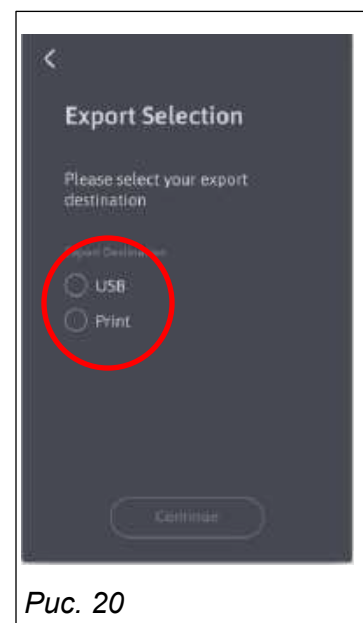 Export Selection
Please select your export
destination
Export Destination
USB
Print
Continue
Рис. 20